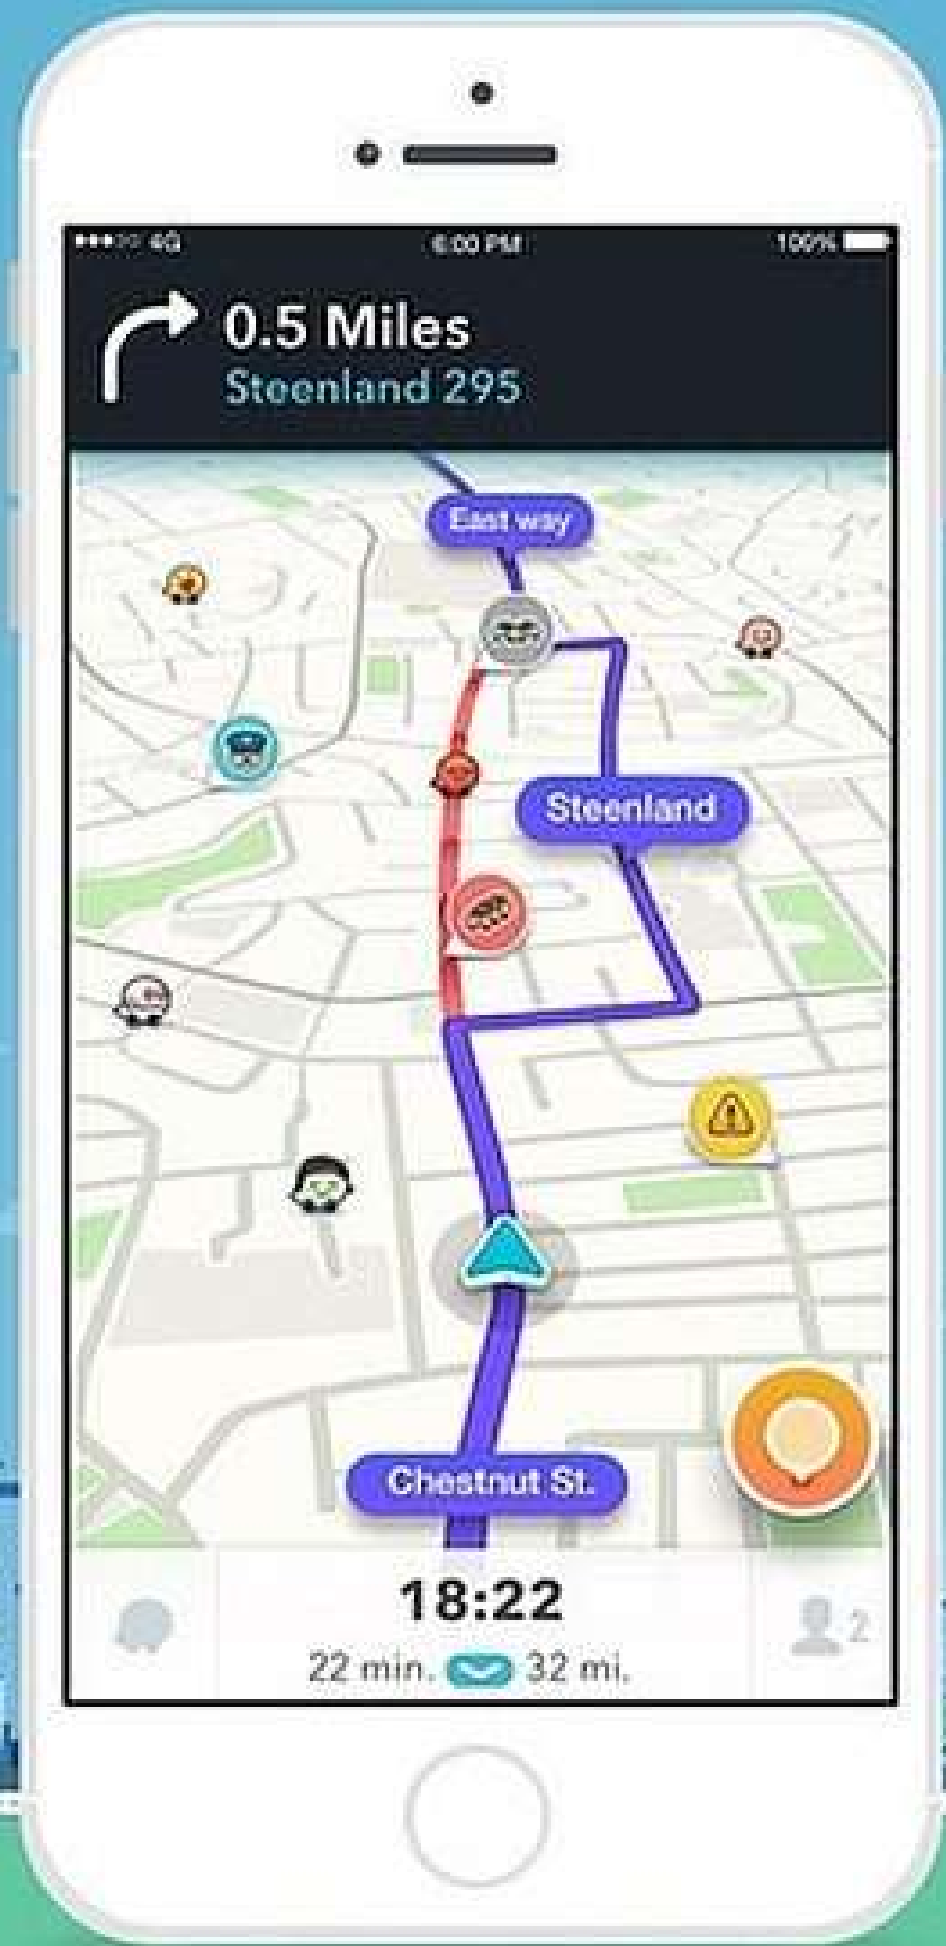 4G 6:00 PM 100%
0.5 Miles
Steenland 295
East way
Steenland
Chestnut St.
18:22
2
22 min. 32 mi.